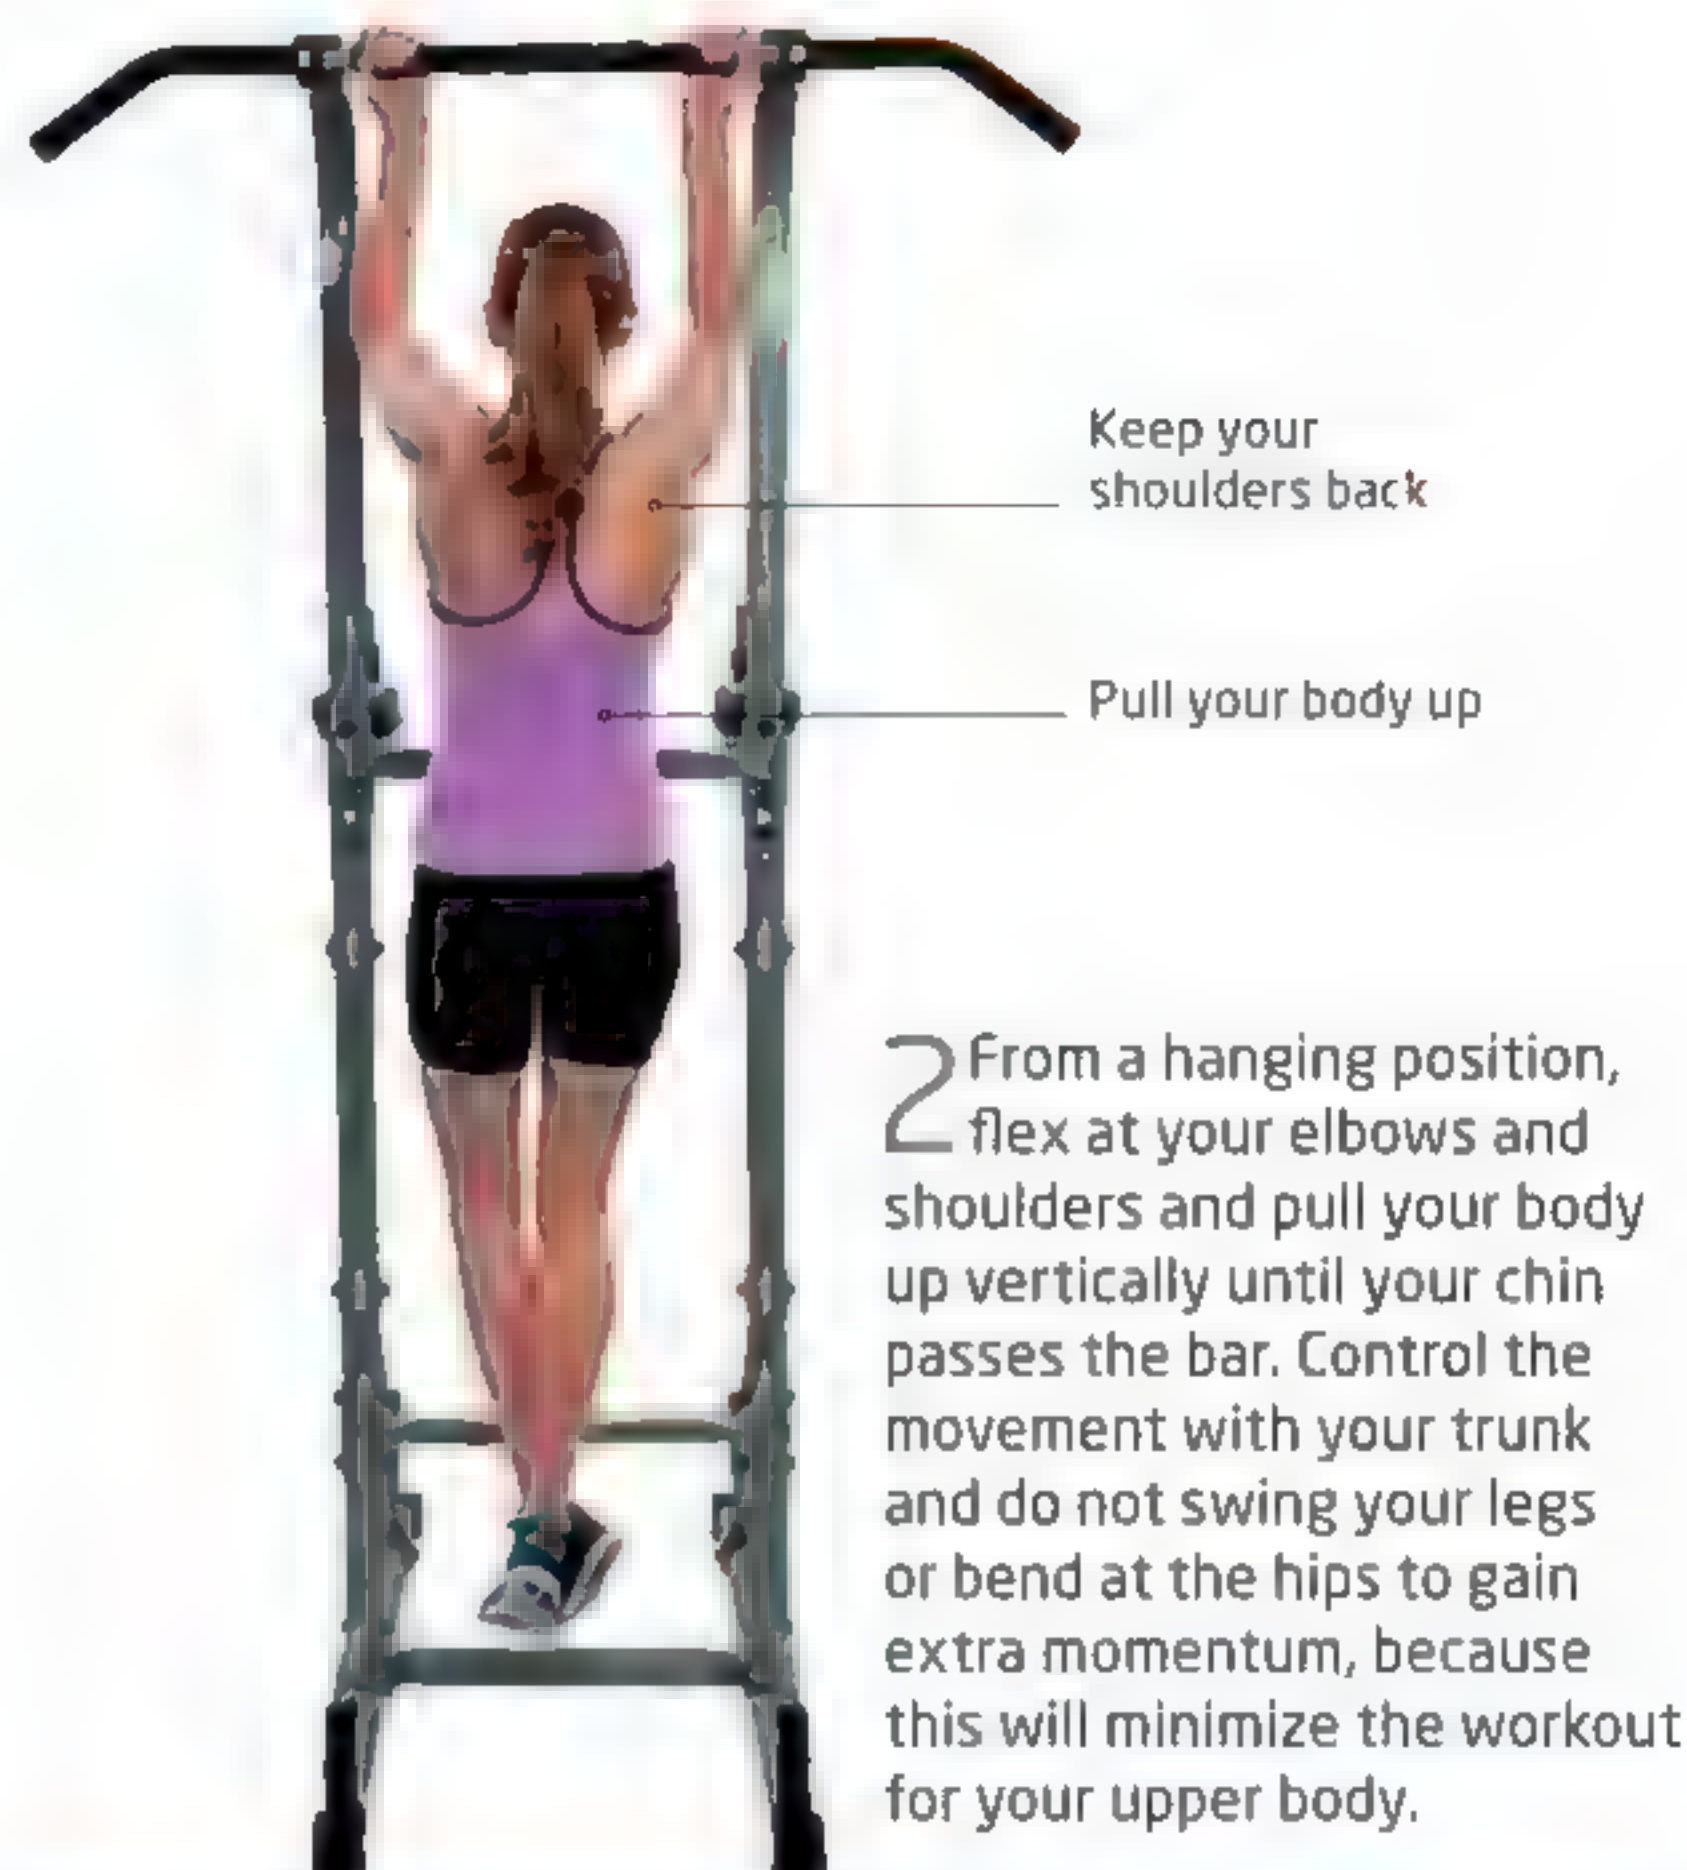 Keep your
shoulders back
Pull your body up
2 From a hanging position,
flex at your elbows and
shoulders and pull your body
up vertically until your chin
passes the bar. Control the
movement with your trunk
and do not swing your legs
or bend at the hips to gain
extra momentum, because
this will minimize the workout
for your upper body.